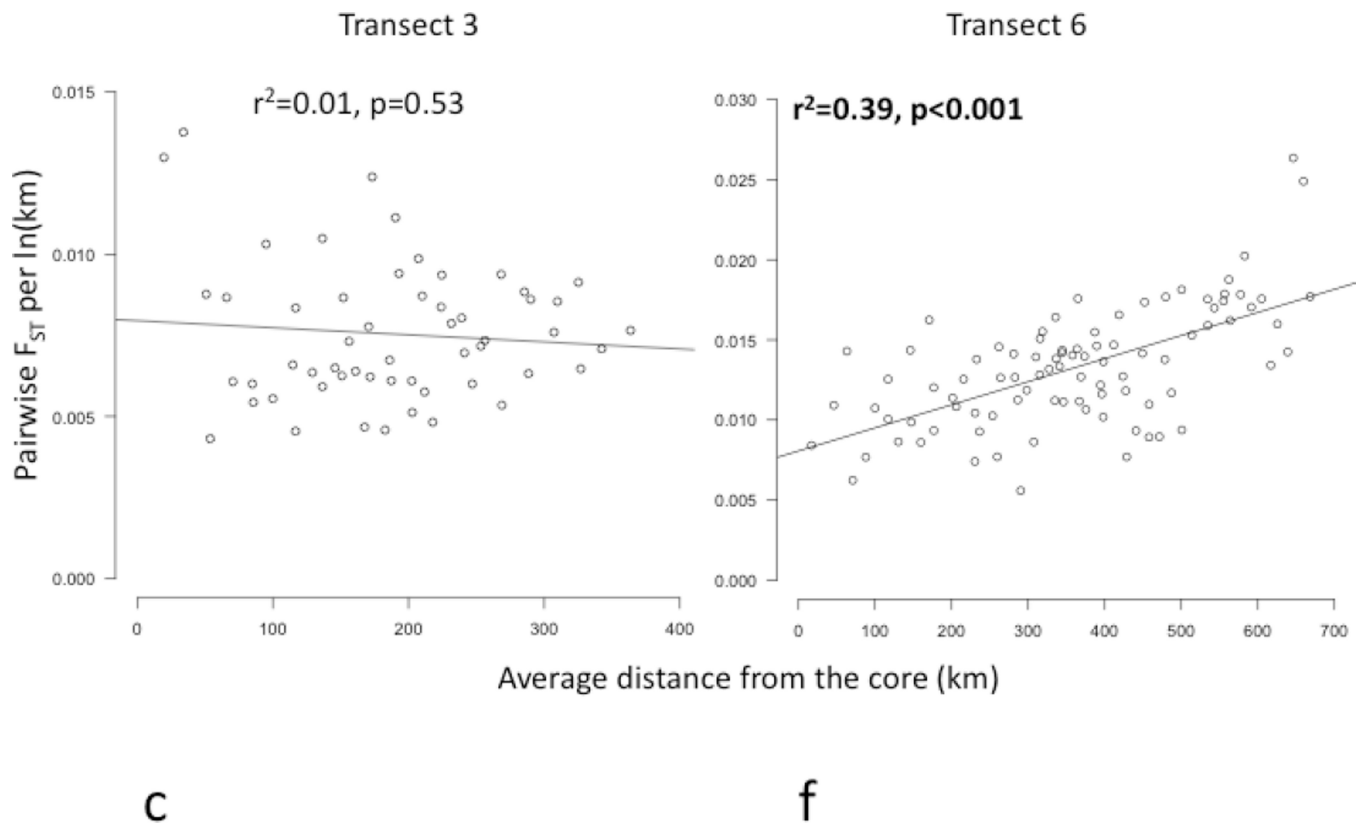 Transect 3
Transect 6
r²=0.01, p=0.53
r²=0.39, p<0.001
Pairwise F_ST per ln(km)
0.015
0.010
0.005
0.000
0 100 200 300 400
0.030
0.025
0.020
0.015
0.010
0.005
0.000
0 100 200 300 400 500 600 700
Average distance from the core (km)
c
f